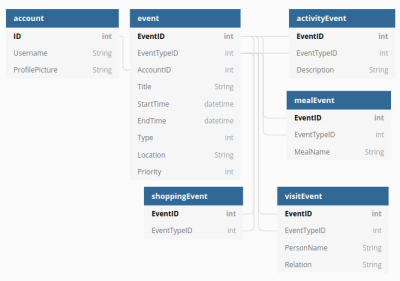 account
ID int
Username String
ProfilePicture String
event
EventID int
EventTypeID int
AccountID int
Title String
StartTime datetime
EndTime datetime
Type int
Location String
Priority int
activityEvent
EventID int
EventTypeID int
Description String
mealEvent
EventID int
EventTypeID int
MealName String
shoppingEvent
EventID int
EventTypeID int
visitEvent
EventID int
EventTypeID int
PersonName String
Relation String